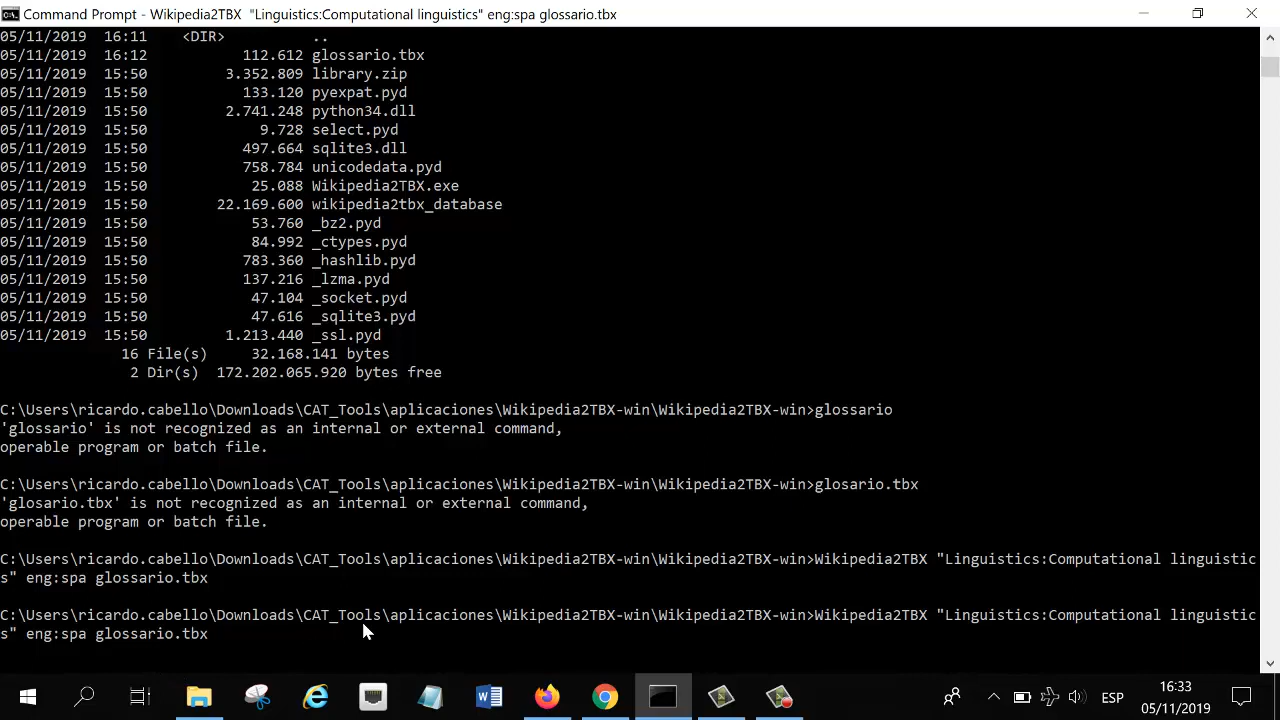 Command Prompt - Wikipedia2TBX  "Linguistics:Computational linguistics" eng:spa glossario.tbx
05/11/2019  16:11    <DIR>          ..
05/11/2019  16:12           112.612 glossario.tbx
05/11/2019  15:50         3.352.809 library.zip
05/11/2019  15:50           133.120 pyexpat.pyd
05/11/2019  15:50         2.741.248 python34.dll
05/11/2019  15:50             9.728 select.pyd
05/11/2019  15:50           497.664 sqlite3.dll
05/11/2019  15:50           758.784 unicodedata.pyd
05/11/2019  15:50            25.088 Wikipedia2TBX.exe
05/11/2019  15:50        22.169.600 wikipedia2tbx_database
05/11/2019  15:50            53.760 _bz2.pyd
05/11/2019  15:50            84.992 _ctypes.pyd
05/11/2019  15:50           783.360 _hashlib.pyd
05/11/2019  15:50           137.216 _lzma.pyd
05/11/2019  15:50            47.104 _socket.pyd
05/11/2019  15:50            47.616 _sqlite3.pyd
05/11/2019  15:50         1.213.440 _ssl.pyd
16 File(s)     32.168.141 bytes
2 Dir(s)  172.202.065.920 bytes free
C:\Users\ricardo.cabello\Downloads\CAT_Tools\aplicaciones\Wikipedia2TBX-win\Wikipedia2TBX-win>glossario
'glossario' is not recognized as an internal or external command,
operable program or batch file.
C:\Users\ricardo.cabello\Downloads\CAT_Tools\aplicaciones\Wikipedia2TBX-win\Wikipedia2TBX-win>glosario.tbx
'glosario.tbx' is not recognized as an internal or external command,
operable program or batch file.
C:\Users\ricardo.cabello\Downloads\CAT_Tools\aplicaciones\Wikipedia2TBX-win\Wikipedia2TBX-win>Wikipedia2TBX "Linguistics:Computational linguistic
s" eng:spa glossario.tbx
C:\Users\ricardo.cabello\Downloads\CAT_Tools\aplicaciones\Wikipedia2TBX-win\Wikipedia2TBX-win>Wikipedia2TBX "Linguistics:Computational linguistic
s" eng:spa glossario.tbx
ESP
16:33
05/11/2019